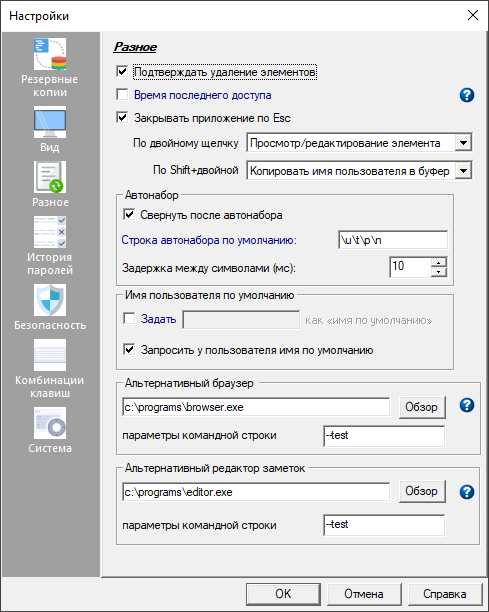 Настройки
Резервные
копии
Вид
Разное
История
паролей
Безопасность
Комбинации
клавиш
Система
Разное
Подтверждать удаление элементов
Время последнего доступа
Закрывать приложение по Esc
По двойному щелчку Просмотр/редактирование элемента
По Shift+двойной Копировать имя пользователя в буфер
Автонабор
Свернуть после автонабора
Строка автонабора по умолчанию: \u\t\p\n
Задержка между символами (мс): 10
Имя пользователя по умолчанию
Задать как «имя по умолчанию»
Запросить у пользователя имя по умолчанию
Альтернативный браузер
c:\programs\browser.exe Обзор
параметры командной строки --test
Альтернативный редактор заметок
c:\programs\editor.exe Обзор
параметры командной строки --test
OK Отмена Справка